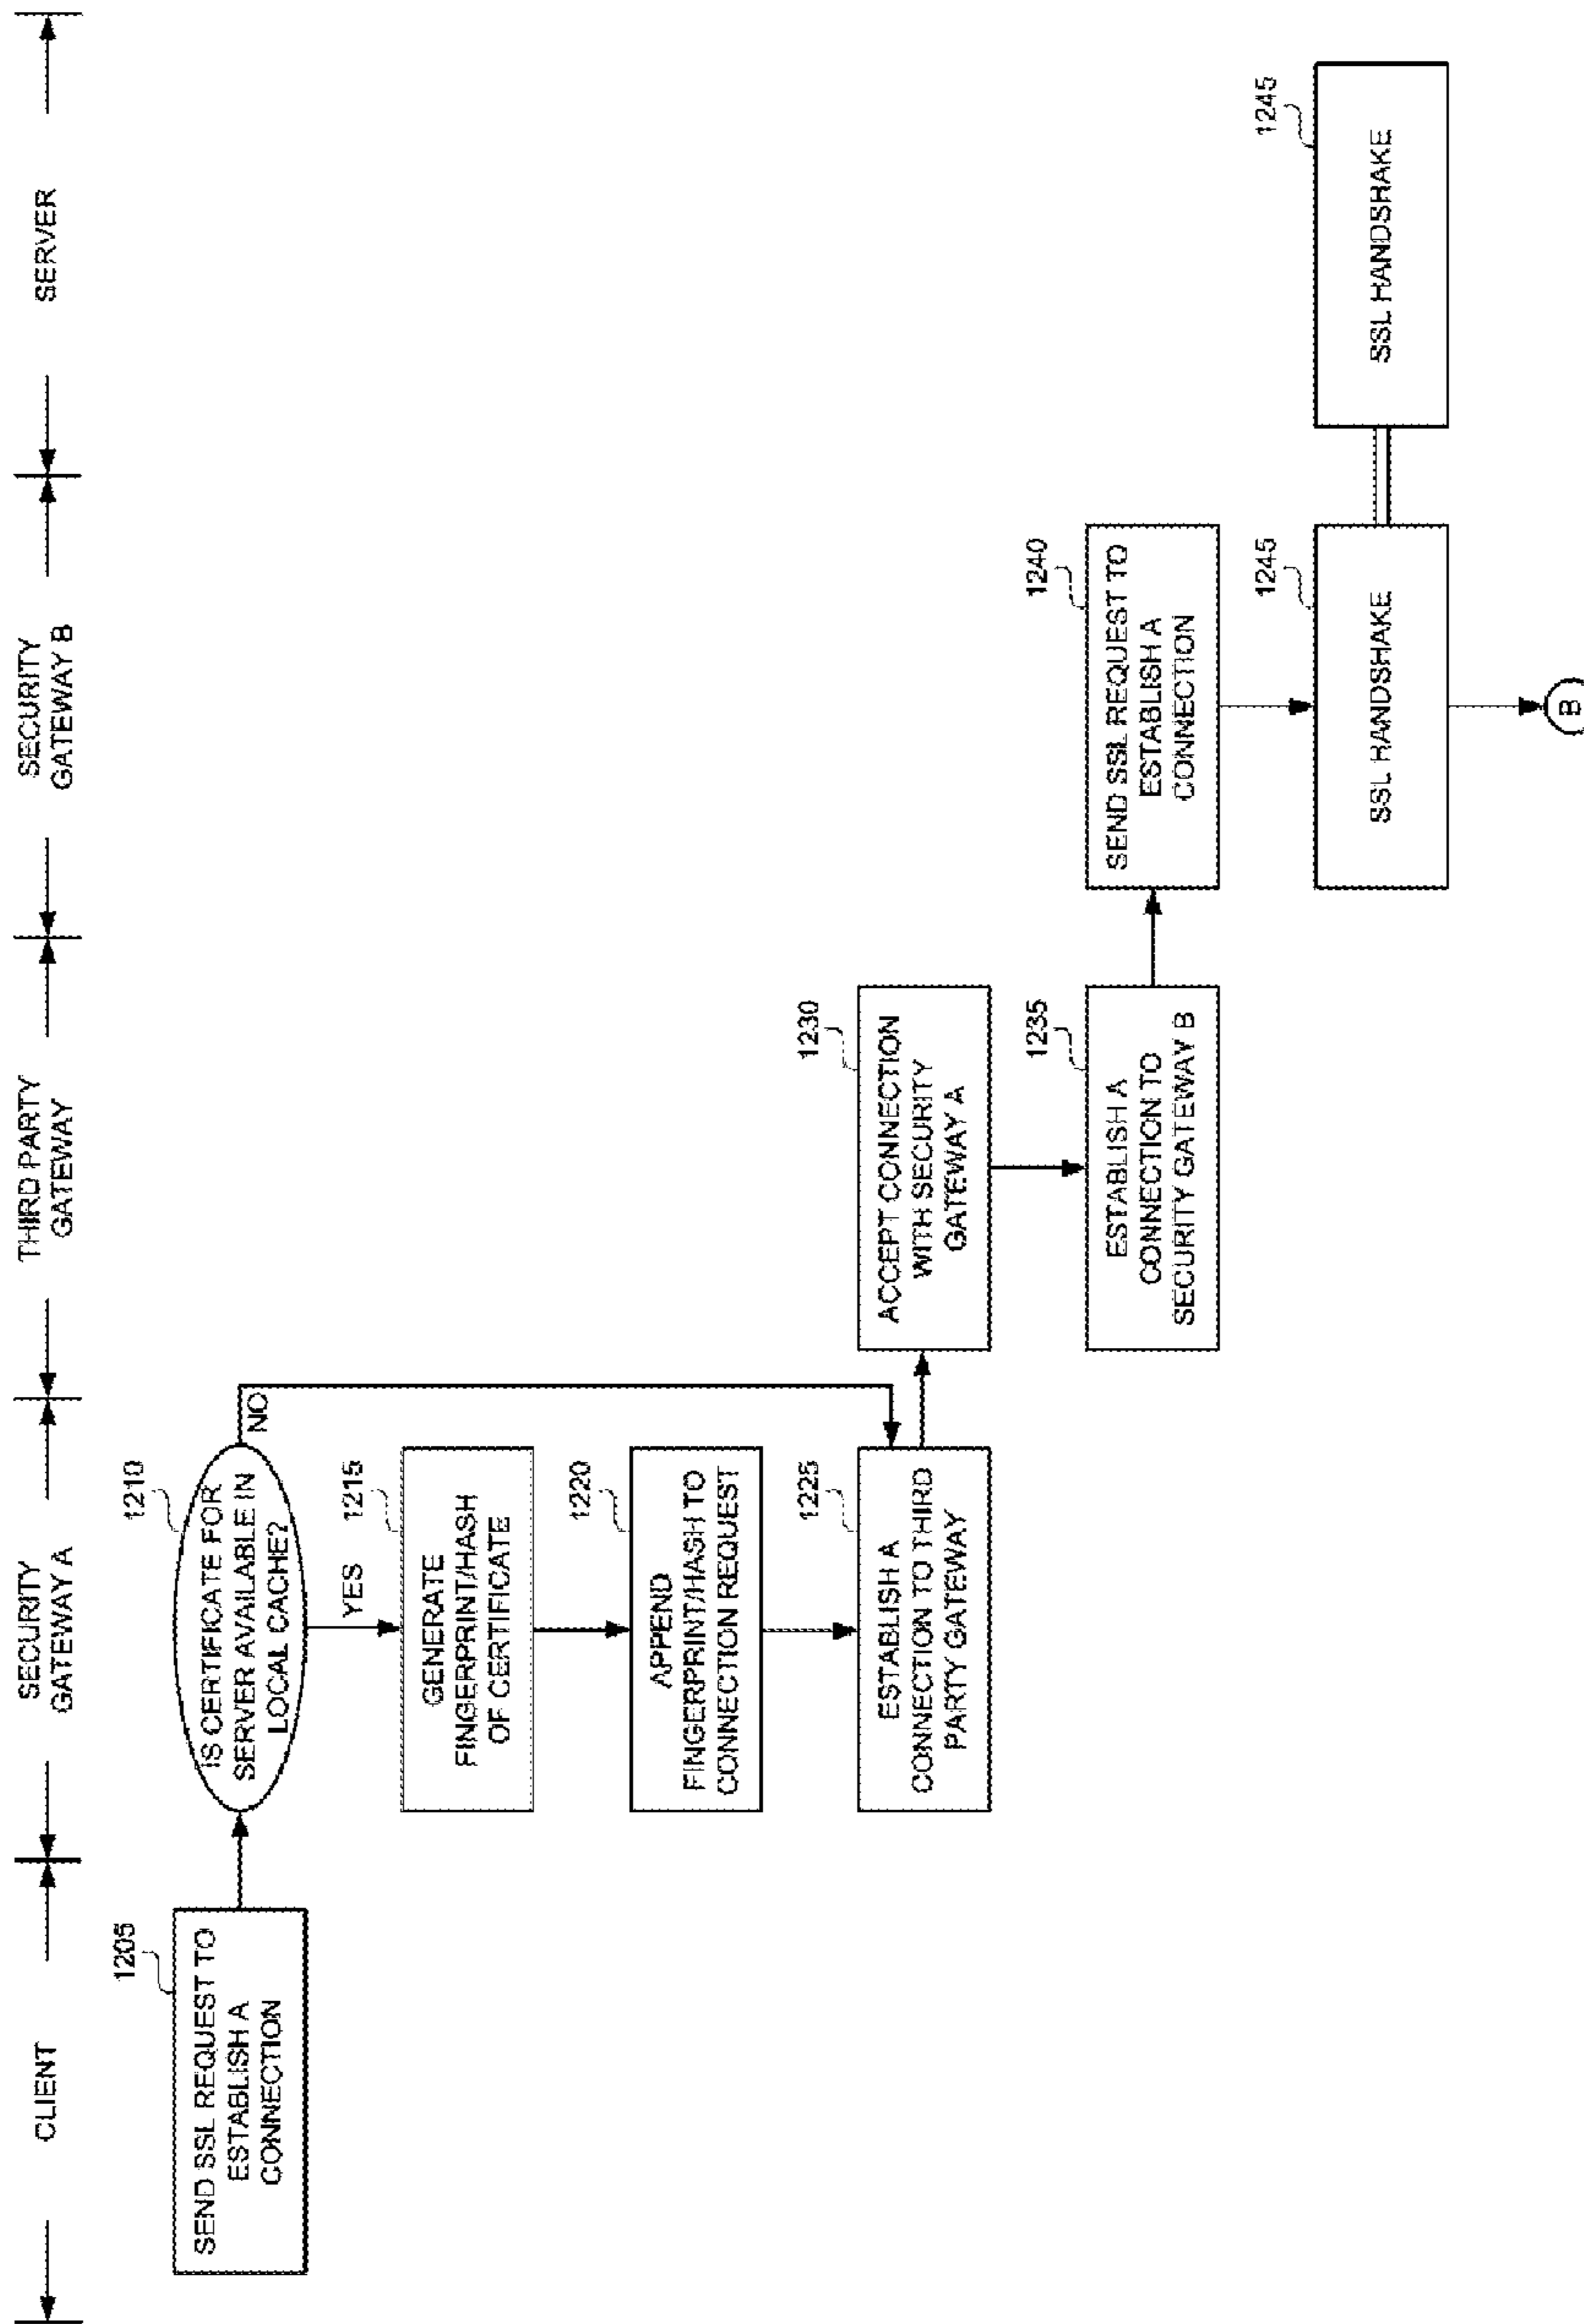 CLIENT
SECURITY
GATEWAY A
THIRD PARTY
GATEWAY
SECURITY
GATEWAY B
SERVER
1205
SEND SSL REQUEST TO
ESTABLISH A
CONNECTION
1210
IS CERTIFICATE FOR
SERVER AVAILABLE IN
LOCAL CACHE?
NO
YES
1215
GENERATE
FINGERPRINT/HASH
OF CERTIFICATE
1220
APPEND
FINGERPRINT/HASH TO
CONNECTION REQUEST
1225
ESTABLISH A
CONNECTION TO THIRD
PARTY GATEWAY
1230
ACCEPT CONNECTION
WITH SECURITY
GATEWAY A
1235
ESTABLISH A
CONNECTION TO
SECURITY GATEWAY B
1240
SEND SSL REQUEST TO
ESTABLISH A
CONNECTION
1245
SSL RANDSHAKE
1245
SSL HANDSHAKE
B